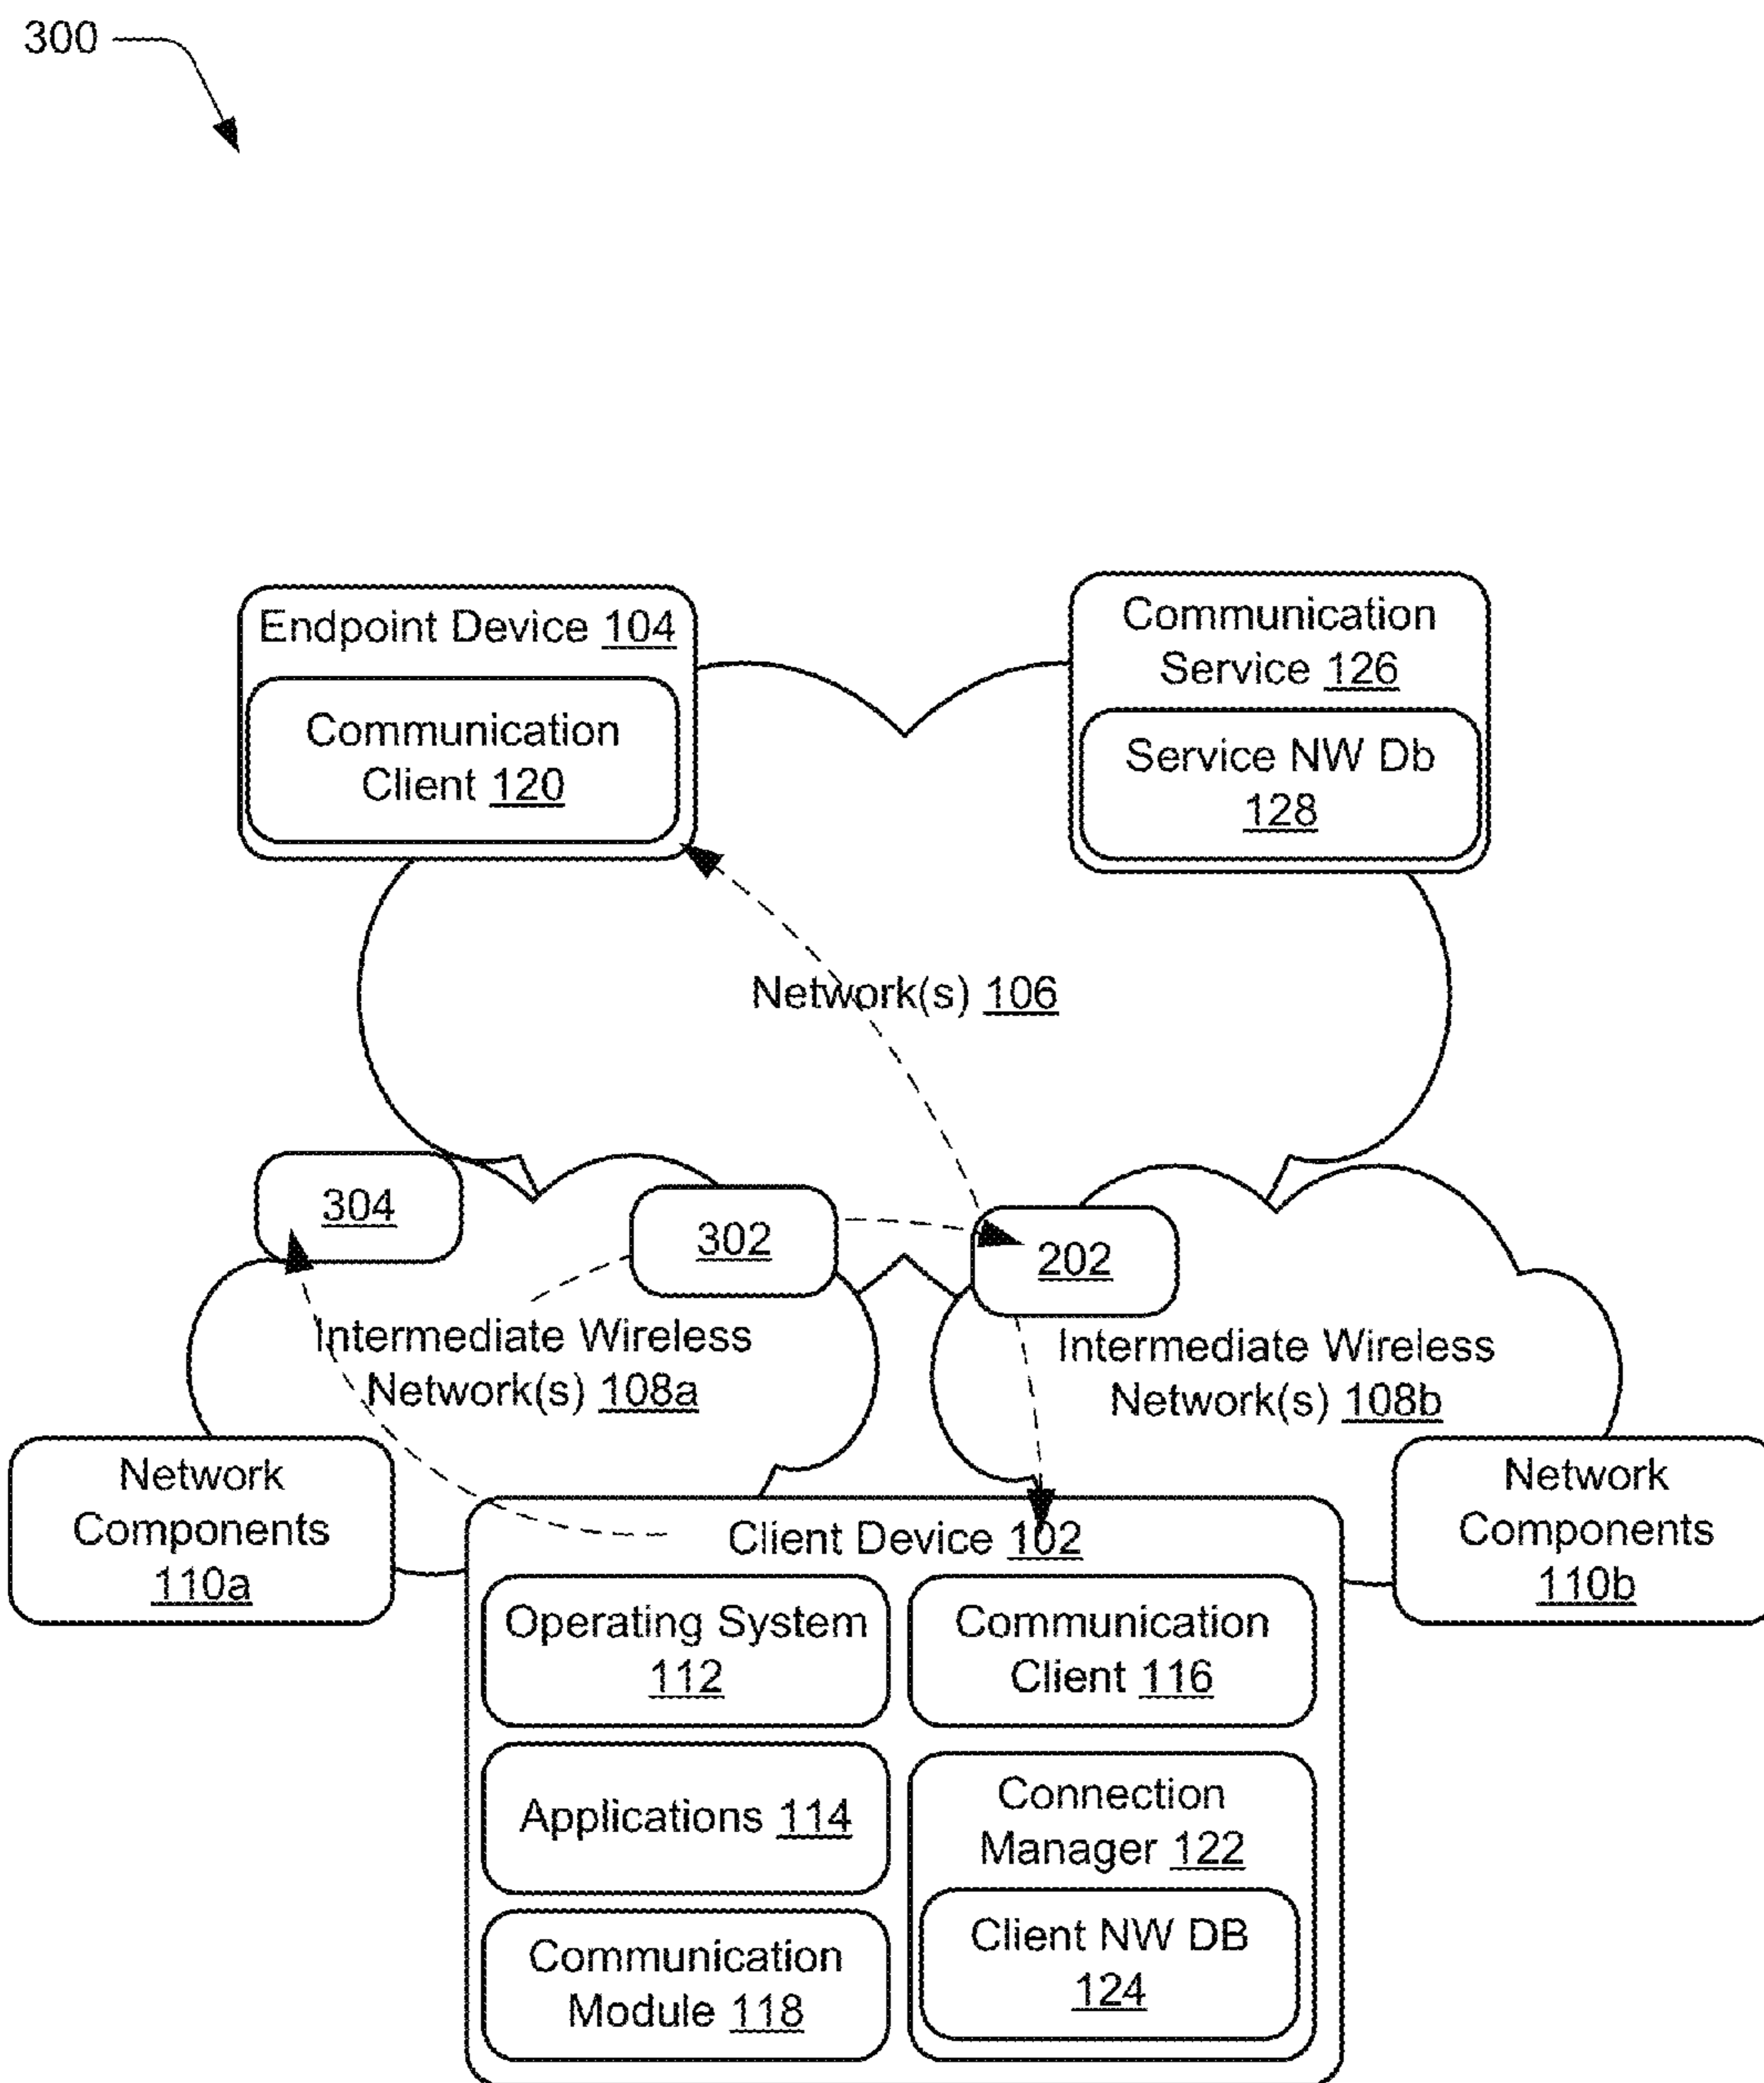 300
Endpoint Device 104
Communication
Client 120
Communication
Service 126
Service NW Db
128
Network(s) 106
304
302
202
Intermediate Wireless
Network(s) 108a
Intermediate Wireless
Network(s) 108b
Network
Components
110a
Network
Components
110b
Client Device 102
Operating System
112
Communication
Client 116
Applications 114
Connection
Manager 122
Communication
Module 118
Client NW DB
124